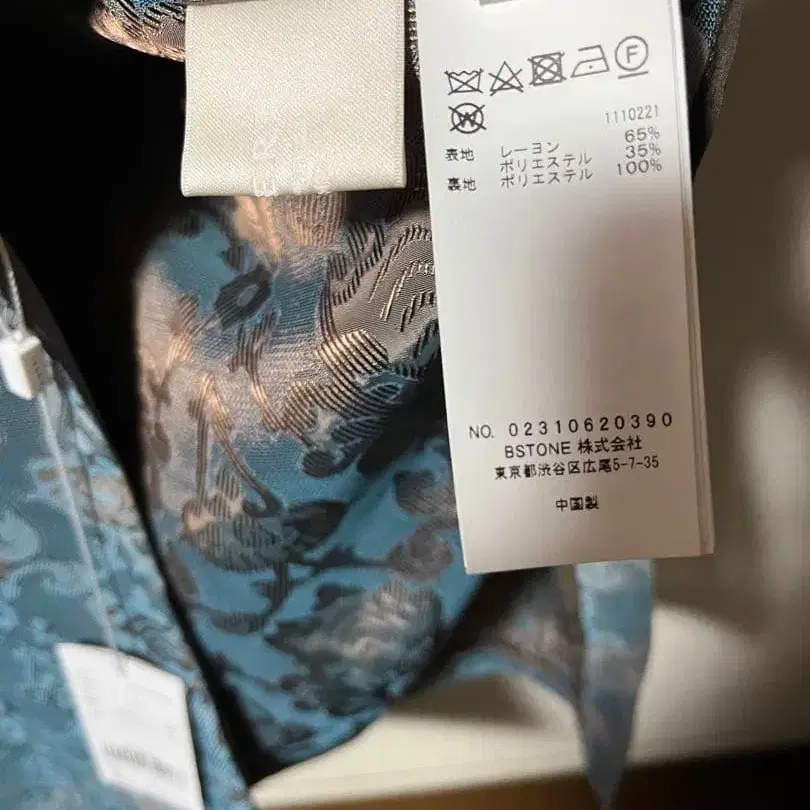 1110221
表地 レーヨン 65%
ポリエステル 35%
裏地 ポリエステル 100%
NO. 02310620390
BSTONE 株式会社
東京都渋谷区広尾5-7-35
中国製